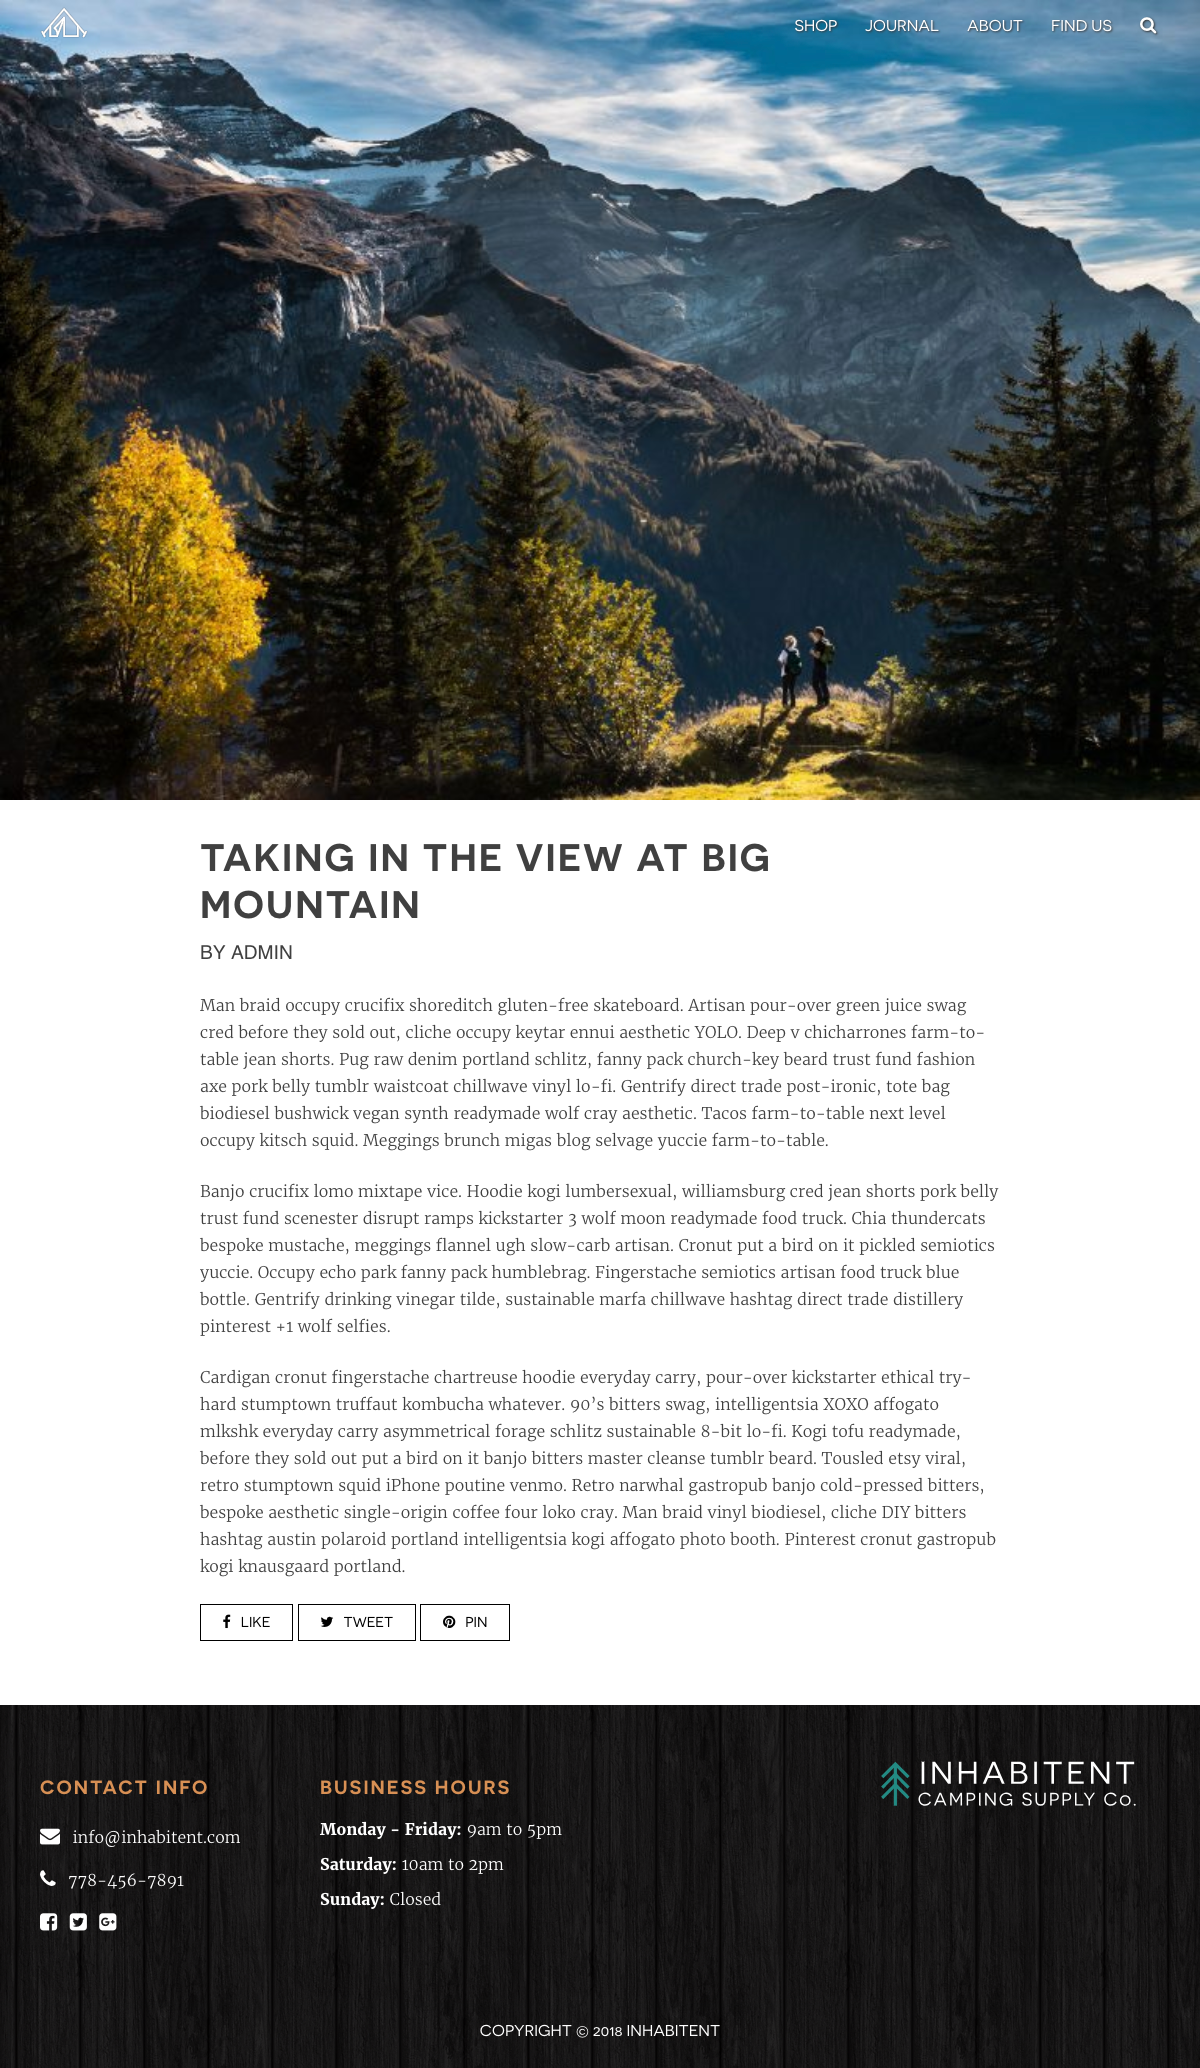 SHOP JOURNAL ABOUT FIND US
TAKING IN THE VIEW AT BIG
MOUNTAIN
BY ADMIN
Man braid occupy crucifix shoreditch gluten-free skateboard. Artisan pour-over green juice swag
cred before they sold out, cliche occupy keytar ennui aesthetic YOLO. Deep v chicharrones farm-to-
table jean shorts. Pug raw denim portland schlitz, fanny pack church-key beard trust fund fashion
axe pork belly tumblr waistcoat chillwave vinyl lo-fi. Gentrify direct trade post-ironic, tote bag
biodiesel bushwick vegan synth readymade wolf cray aesthetic. Tacos farm-to-table next level
occupy kitsch squid. Meggings brunch migas blog selvage yuccie farm-to-table.
Banjo crucifix lomo mixtape vice. Hoodie kogi lumbersexual, williamsburg cred jean shorts pork belly
trust fund scenester disrupt ramps kickstarter 3 wolf moon readymade food truck. Chia thundercats
bespoke mustache, meggings flannel ugh slow-carb artisan. Cronut put a bird on it pickled semiotics
yuccie. Occupy echo park fanny pack humblebrag. Fingerstache semiotics artisan food truck blue
bottle. Gentrify drinking vinegar tilde, sustainable marfa chillwave hashtag direct trade distillery
pinterest +1 wolf selfies.
Cardigan cronut fingerstache chartreuse hoodie everyday carry, pour-over kickstarter ethical try-
hard stumptown truffaut kombucha whatever. 90’s bitters swag, intelligentsia XOXO affogato
mlkshk everyday carry asymmetrical forage schlitz sustainable 8-bit lo-fi. Kogi tofu readymade,
before they sold out put a bird on it banjo bitters master cleanse tumblr beard. Tousled etsy viral,
retro stumptown squid iPhone poutine venmo. Retro narwhal gastropub banjo cold-pressed bitters,
bespoke aesthetic single-origin coffee four loko cray. Man braid vinyl biodiesel, cliche DIY bitters
hashtag austin polaroid portland intelligentsia kogi affogato photo booth. Pinterest cronut gastropub
kogi knausgaard portland.
LIKE TWEET PIN
CONTACT INFO
info@inhabitent.com
778-456-7891
BUSINESS HOURS
Monday - Friday: 9am to 5pm
Saturday: 10am to 2pm
Sunday: Closed
INHABITENT
CAMPING SUPPLY Co.
COPYRIGHT © 2018 INHABITENT